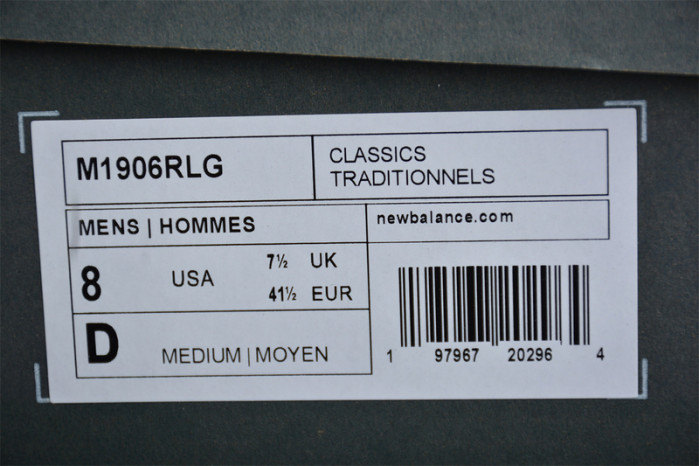 M1906RLG
CLASSICS
TRADITIONNELS
MENS | HOMMES
newbalance.com
8 USA 7½ UK
41½ EUR
D MEDIUM | MOYEN
1 97967 20296 4